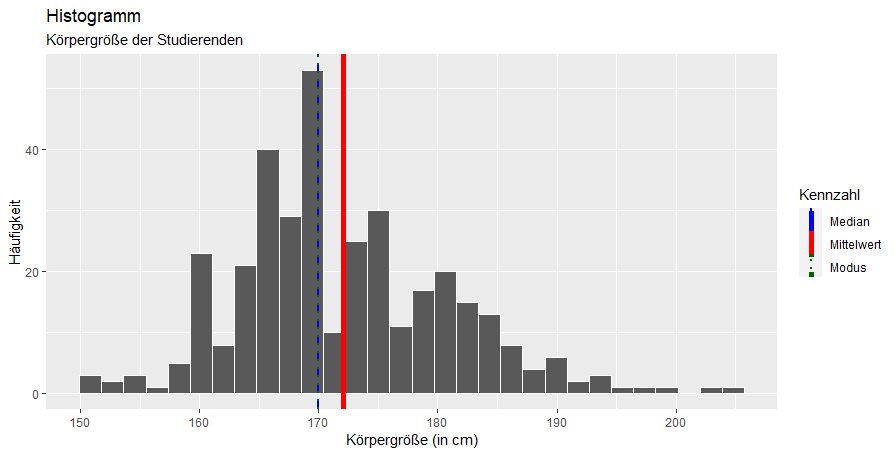 Histogramm
Körpergröße der Studierenden
Häufigkeit
40
20
0
150
160
170
180
190
200
Körpergröße (in cm)
Kennzahl
Median
Mittelwert
Modus